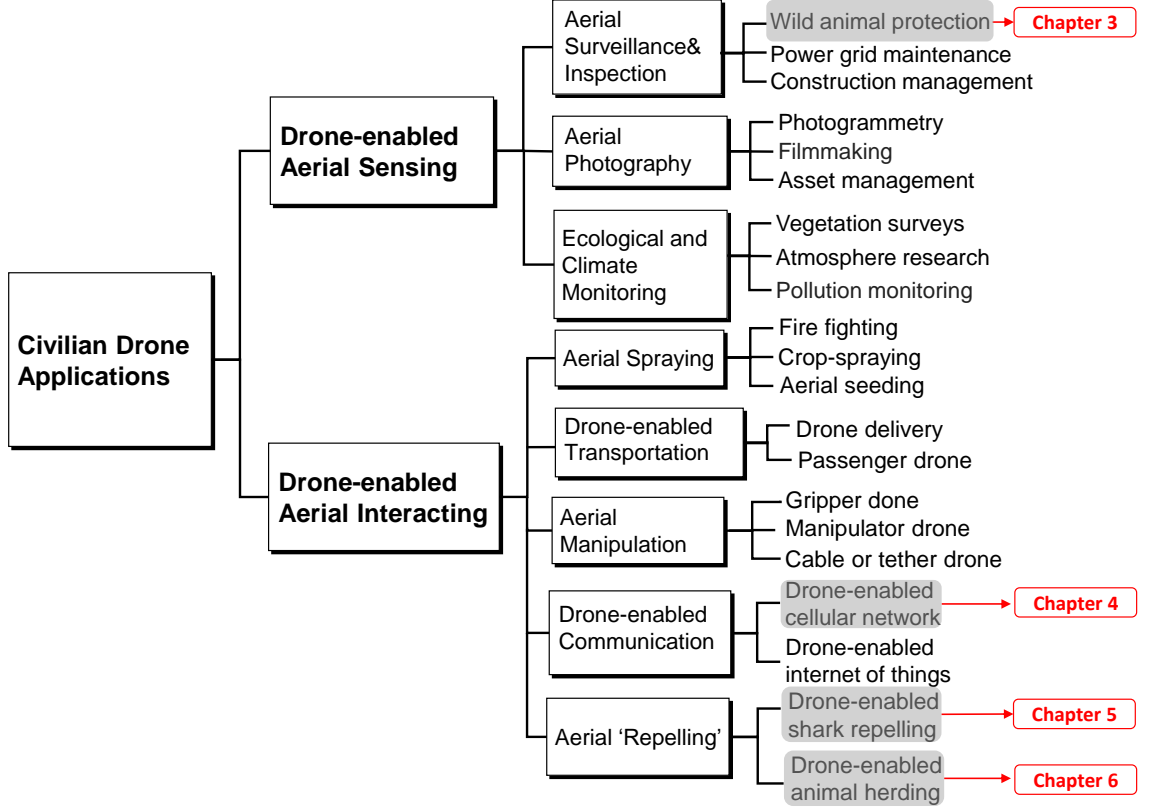 Civilian Drone
Applications
Drone-enabled
Aerial Sensing
Aerial
Surveillance&
Inspection
Wild animal protection
Chapter 3
Power grid maintenance
Construction management
Aerial
Photography
Photogrammetry
Filmmaking
Asset management
Ecological and
Climate
Monitoring
Vegetation surveys
Atmosphere research
Pollution monitoring
Drone-enabled
Aerial Interacting
Aerial Spraying
Fire fighting
Crop-spraying
Aerial seeding
Drone-enabled
Transportation
Drone delivery
Passenger drone
Aerial
Manipulation
Gripper done
Manipulator drone
Cable or tether drone
Drone-enabled
Communication
Drone-enabled
cellular network
Chapter 4
Drone-enabled
internet of things
Aerial ‘Repelling’
Drone-enabled
shark repelling
Chapter 5
Drone-enabled
animal herding
Chapter 6